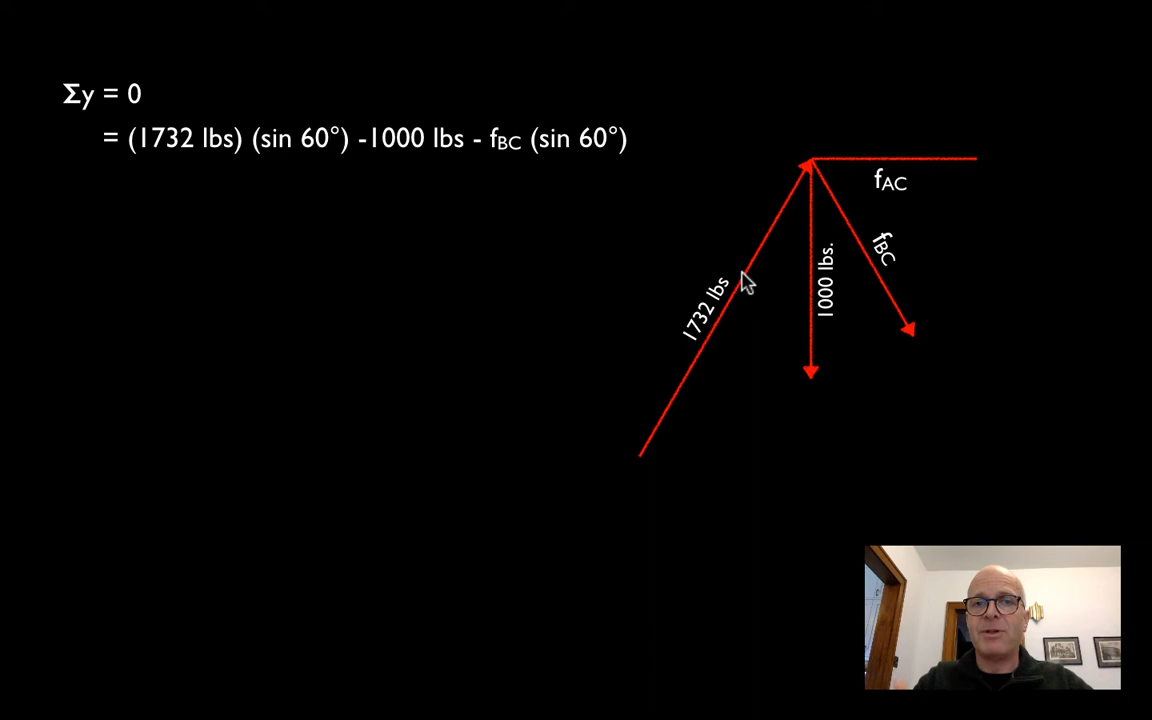 Σy = 0
= (1732 lbs) (sin 60°) -1000 lbs - fBC (sin 60°)
fAC
fBC
1000 lbs.
1732 lbs